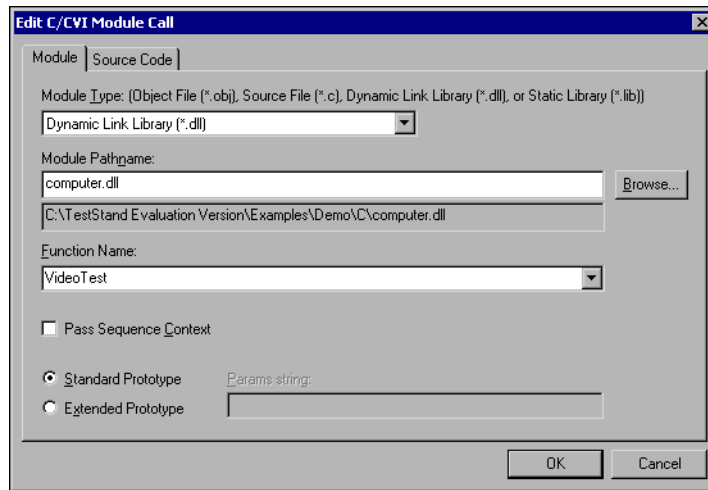 Edit C/CVI Module Call
Module
Source Code
Module Type: (Object File (*.obj), Source File (*.c), Dynamic Link Library (*.dll), or Static Library (*.lib))
Dynamic Link Library (*.dll)
Module Pathname:
computer.dll
Browse...
C:\TestStand Evaluation Version\Examples\Demo\C\computer.dll
Function Name:
VideoTest
Pass Sequence Context
Standard Prototype
Params string:
Extended Prototype
OK
Cancel